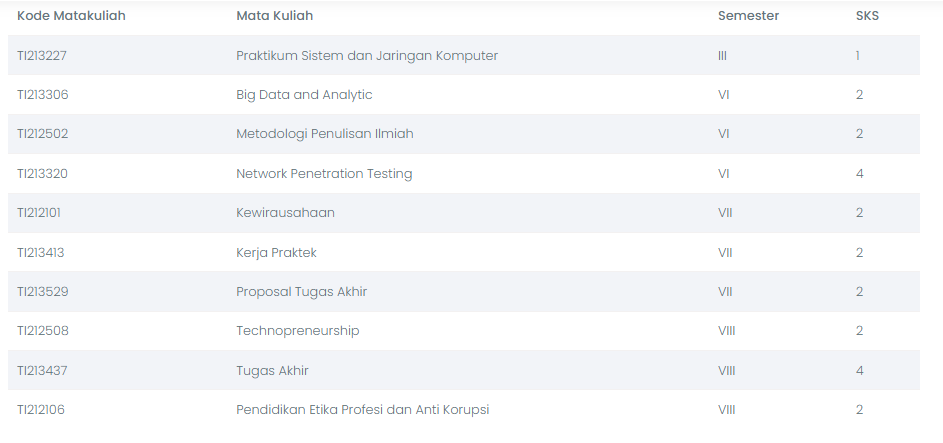 Kode Matakuliah Mata Kuliah Semester SKS
TI213227 Praktikum Sistem dan Jaringan Komputer III 1
TI213306 Big Data and Analytic VI 2
TI212502 Metodologi Penulisan Ilmiah VI 2
TI213320 Network Penetration Testing VI 4
TI212101 Kewirausahaan VII 2
TI213413 Kerja Praktek VII 2
TI213529 Proposal Tugas Akhir VII 2
TI212508 Technopreneurship VIII 2
TI213437 Tugas Akhir VIII 4
TI212106 Pendidikan Etika Profesi dan Anti Korupsi VIII 2